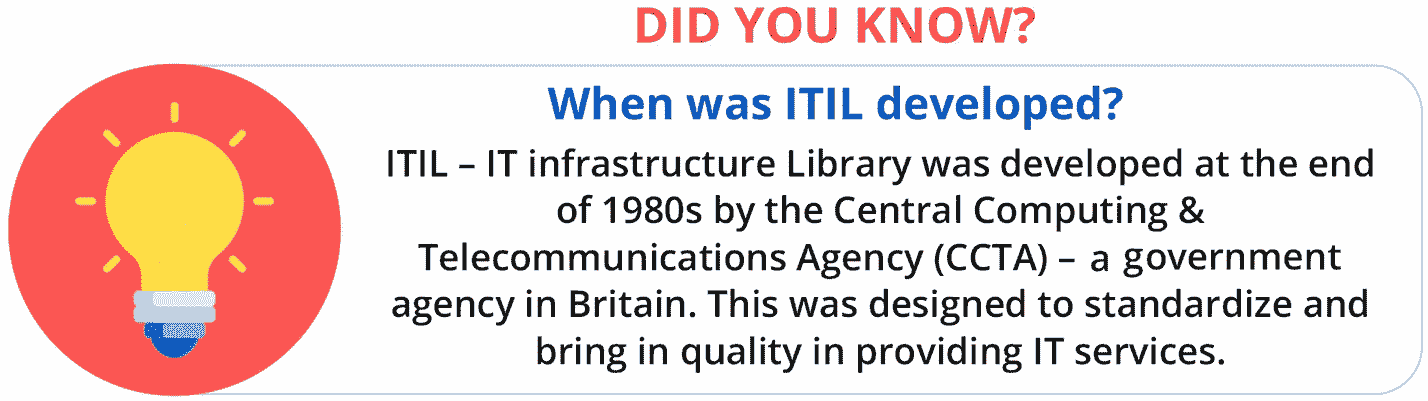 DID YOU KNOW?
When was ITIL developed?
ITIL – IT infrastructure Library was developed at the end
of 1980s by the Central Computing &
Telecommunications Agency (CCTA) – a government
agency in Britain. This was designed to standardize and
bring in quality in providing IT services.